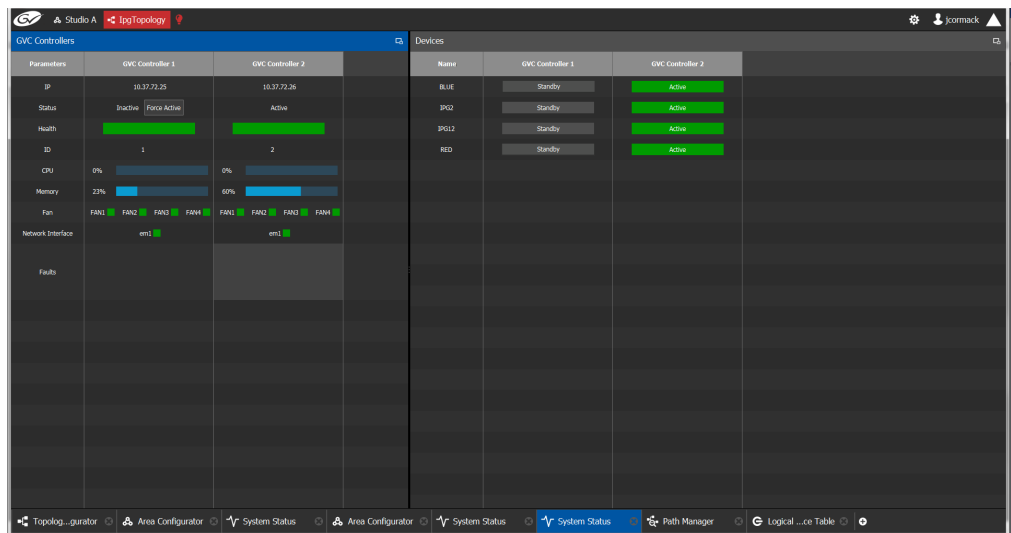 GV Studio A IpgTopology jcormack
GVC Controllers
Devices
Parameters GVC Controller 1 GVC Controller 2
Name GVC Controller 1 GVC Controller 2
IP 10.37.72.25 10.37.72.26
BLUE Standby Active
Status Inactive Force Active Active
IPG2 Standby Active
Health
IPG12 Standby Active
ID 1 2
RED Standby Active
CPU 0% 0%
Memory 23% 60%
Fan FAN1 FAN2 FAN3 FAN4 FAN1 FAN2 FAN3 FAN4
Network Interface em1 em1
Faults
Topolog...gurator Area Configurator System Status Area Configurator System Status System Status Path Manager Logical ...ce Table